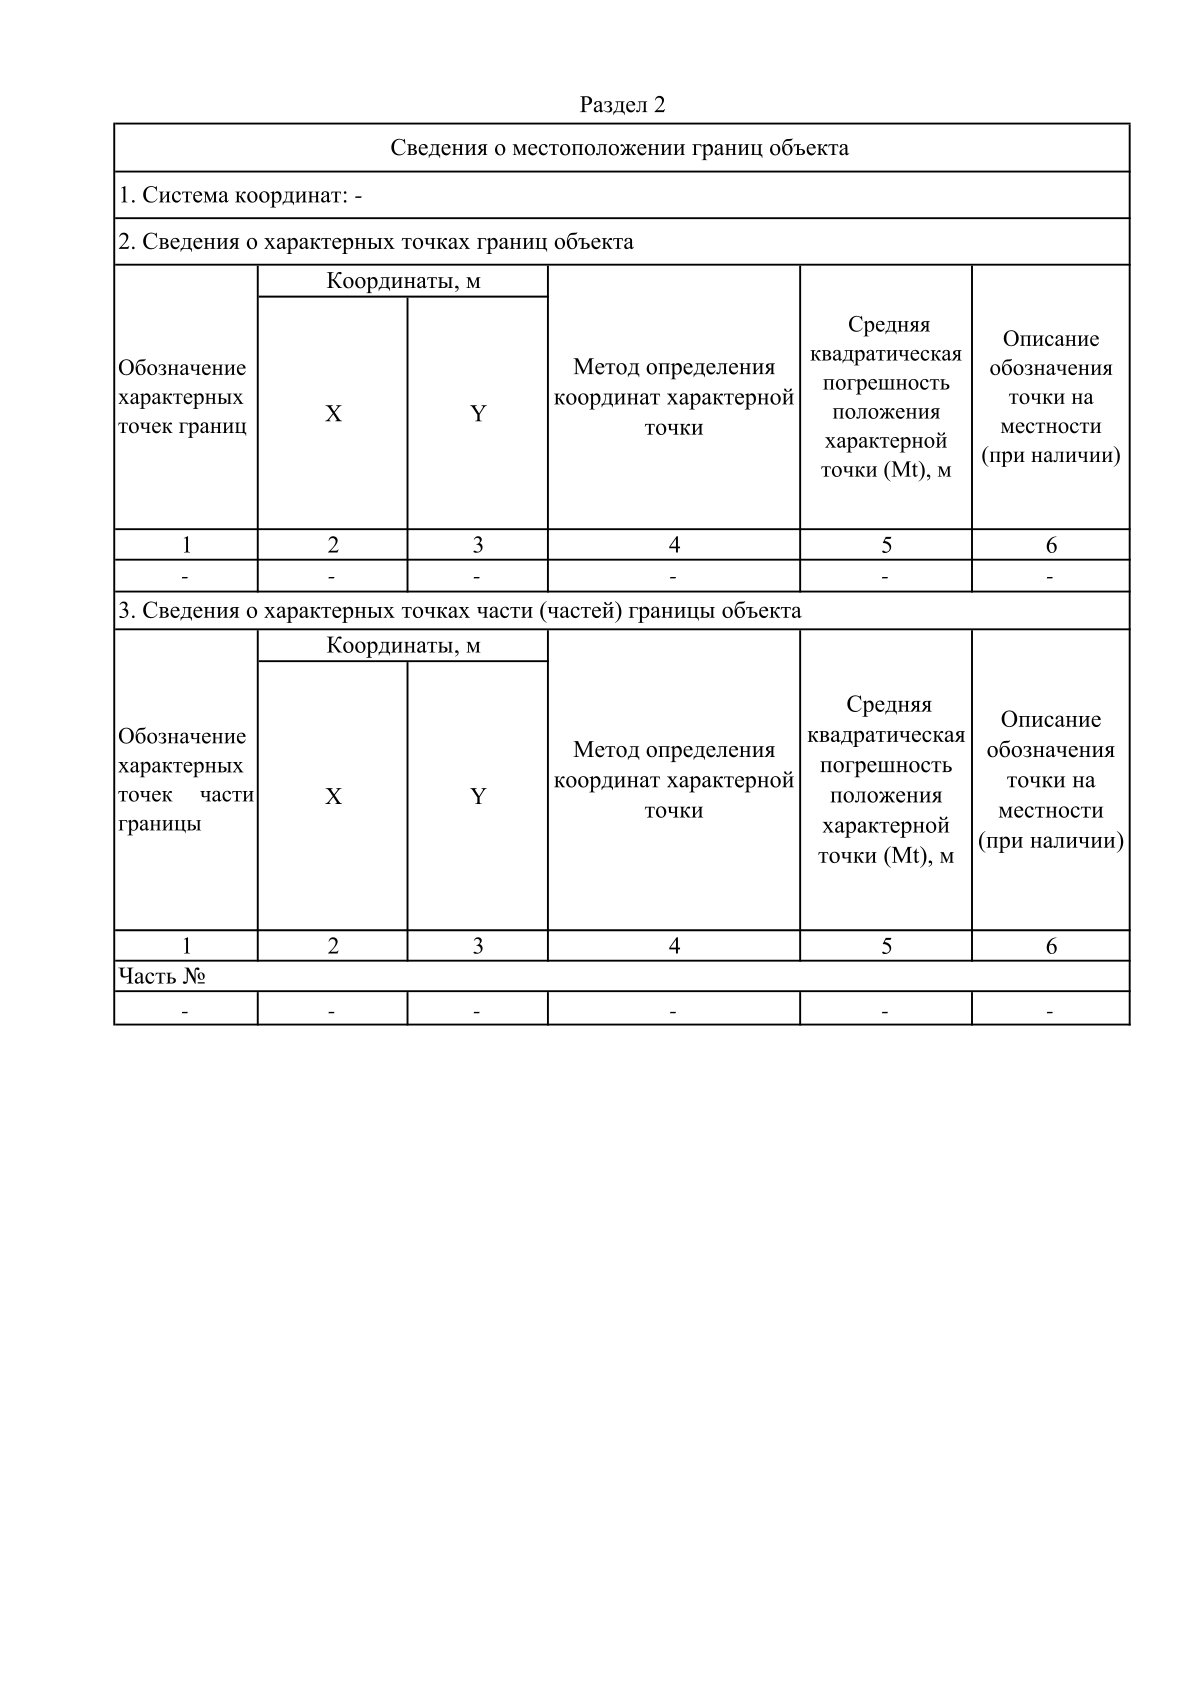 Раздел 2
Сведения о местоположении границ объекта
1. Система координат: -
2. Сведения о характерных точках границ объекта
Обозначение
характерных
точек границ
Координаты, м
X
Y
Метод определения
координат характерной
точки
Средняя
квадратическая
погрешность
положения
характерной
точки (Mt), м
Описание
обозначения
точки на
местности
(при наличии)
1 2 3 4 5 6
- - - - - -
3. Сведения о характерных точках части (частей) границы объекта
Обозначение
характерных
точек части
границы
Координаты, м
X
Y
Метод определения
координат характерной
точки
Средняя
квадратическая
погрешность
положения
характерной
точки (Mt), м
Описание
обозначения
точки на
местности
(при наличии)
1 2 3 4 5 6
Часть №
- - - - - -